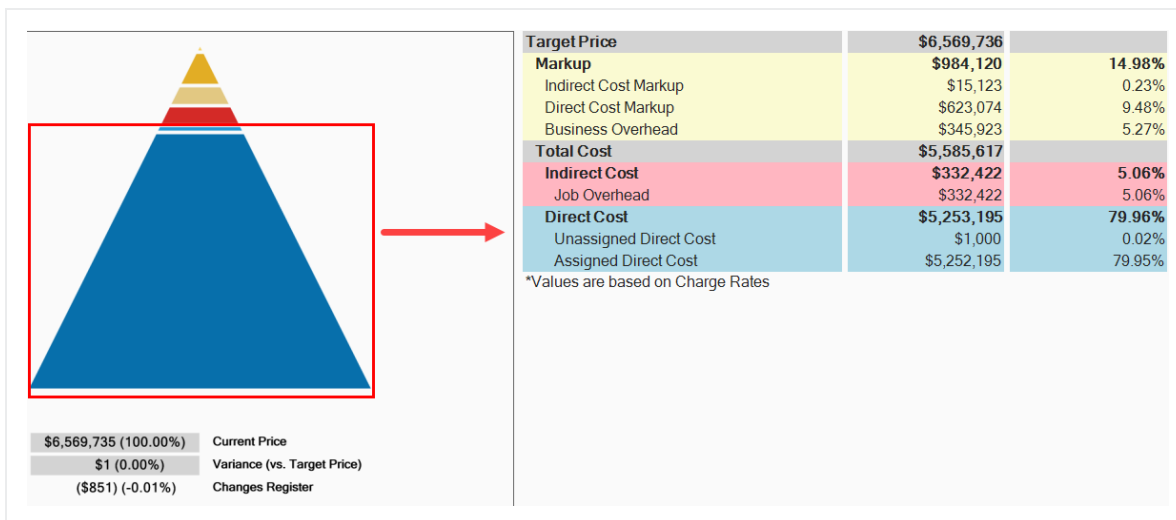 Target Price $6,569,736
Markup $984,120 14.98%
Indirect Cost Markup $15,123 0.23%
Direct Cost Markup $623,074 9.48%
Business Overhead $345,923 5.27%
Total Cost $5,585,617
Indirect Cost $332,422 5.06%
Job Overhead $332,422 5.06%
Direct Cost $5,253,195 79.96%
Unassigned Direct Cost $1,000 0.02%
Assigned Direct Cost $5,252,195 79.95%
*Values are based on Charge Rates
$6,569,735 (100.00%) Current Price
$1 (0.00%) Variance (vs. Target Price)
($851) (-0.01%) Changes Register